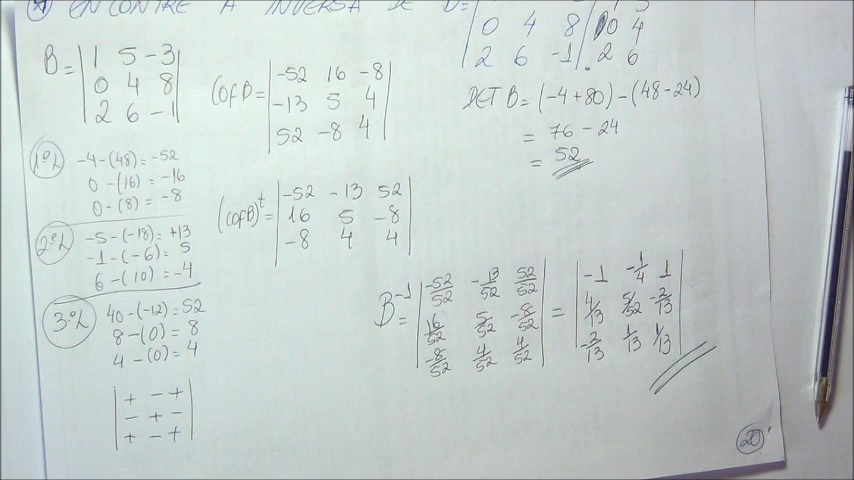 ENCONTRE A INVERSA DE B=
0 4 8 0 4
2 6 -1 2 6
B = | 1 5 -3 |
| 0 4 8 |
| 2 6 -1 |
Cof B = | -52 16 -8 |
| -13 5 4 |
| 52 -8 4 |
DET B = (-4+80) - (48-24)
= 76 - 24
= 52
1ºL
-4-(48) = -52
0-(16) = -16
0-(8) = -8
2ºL
-5-(-18) = +13
-1-(-6) = 5
6-(10) = -4
3ºL
40-(-12) = 52
8-(0) = 8
4-(0) = 4
| + - + |
| - + - |
| + - + |
(cofB)^t = | -52 -13 52 |
| 16 5 -8 |
| -8 4 4 |
B^-1 = | -52/52 -13/52 52/52 | = | -1 -1/4 1 |
| 16/52 5/52 -8/52 | | 4/13 5/52 -2/13 |
| -8/52 4/52 4/52 | | -2/13 1/13 1/13 |
20